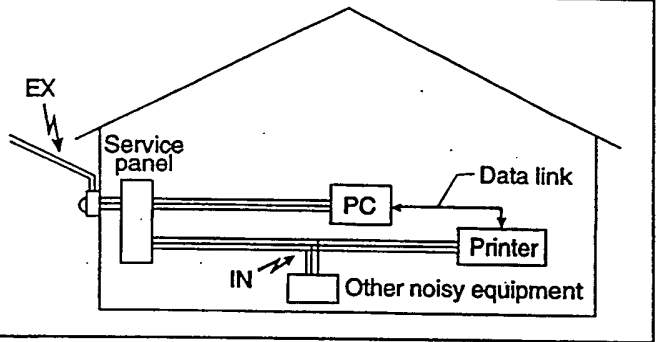 EX
Service
panel
PC
Data link
Printer
IN
Other noisy equipment